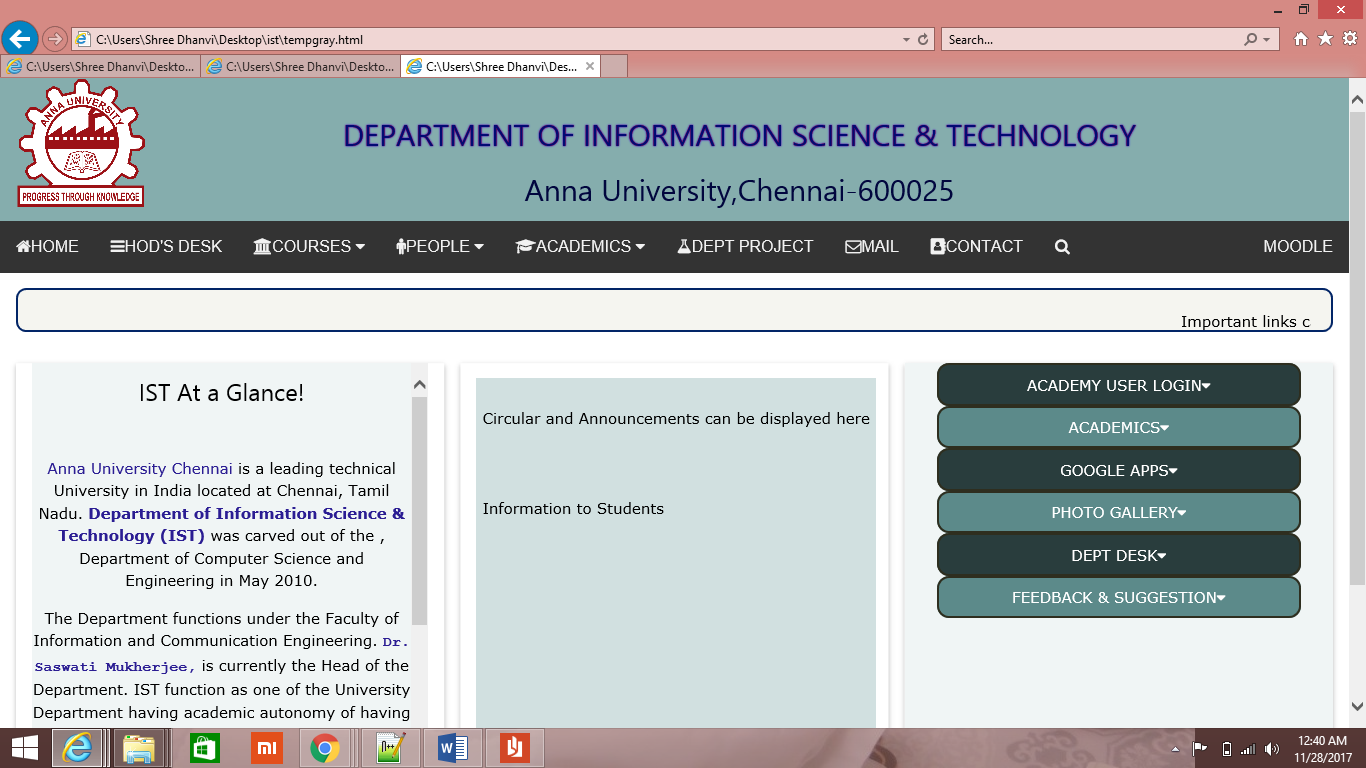 C:\Users\Shree Dhanvi\Desktop\ist\tempgray.html
Search...
C:\Users\Shree Dhanvi\Deskto...
C:\Users\Shree Dhanvi\Deskto...
C:\Users\Shree Dhanvi\Des...
ANNA UNIVERSITY
PROGRESS THROUGH KNOWLEDGE
DEPARTMENT OF INFORMATION SCIENCE & TECHNOLOGY
Anna University,Chennai-600025
HOME HOD'S DESK COURSES PEOPLE ACADEMICS DEPT PROJECT MAIL CONTACT MOODLE
Important links c
IST At a Glance!
Anna University Chennai is a leading technical
University in India located at Chennai, Tamil
Nadu. Department of Information Science &
Technology (IST) was carved out of the ,
Department of Computer Science and
Engineering in May 2010.
The Department functions under the Faculty of
Information and Communication Engineering. Dr.
Saswati Mukherjee, is currently the Head of the
Department. IST function as one of the University
Department having academic autonomy of having
Circular and Announcements can be displayed here
Information to Students
ACADEMY USER LOGIN
ACADEMICS
GOOGLE APPS
PHOTO GALLERY
DEPT DESK
FEEDBACK & SUGGESTION
12:40 AM
11/28/2017